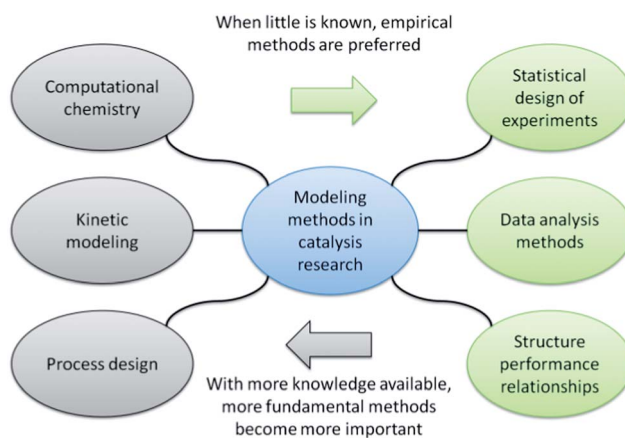 When little is known, empirical
methods are preferred
Computational
chemistry
Statistical
design of
experiments
Kinetic
modeling
Modeling
methods in
catalysis
research
Data analysis
methods
Process design
Structure
performance
relationships
With more knowledge available,
more fundamental methods
become more important